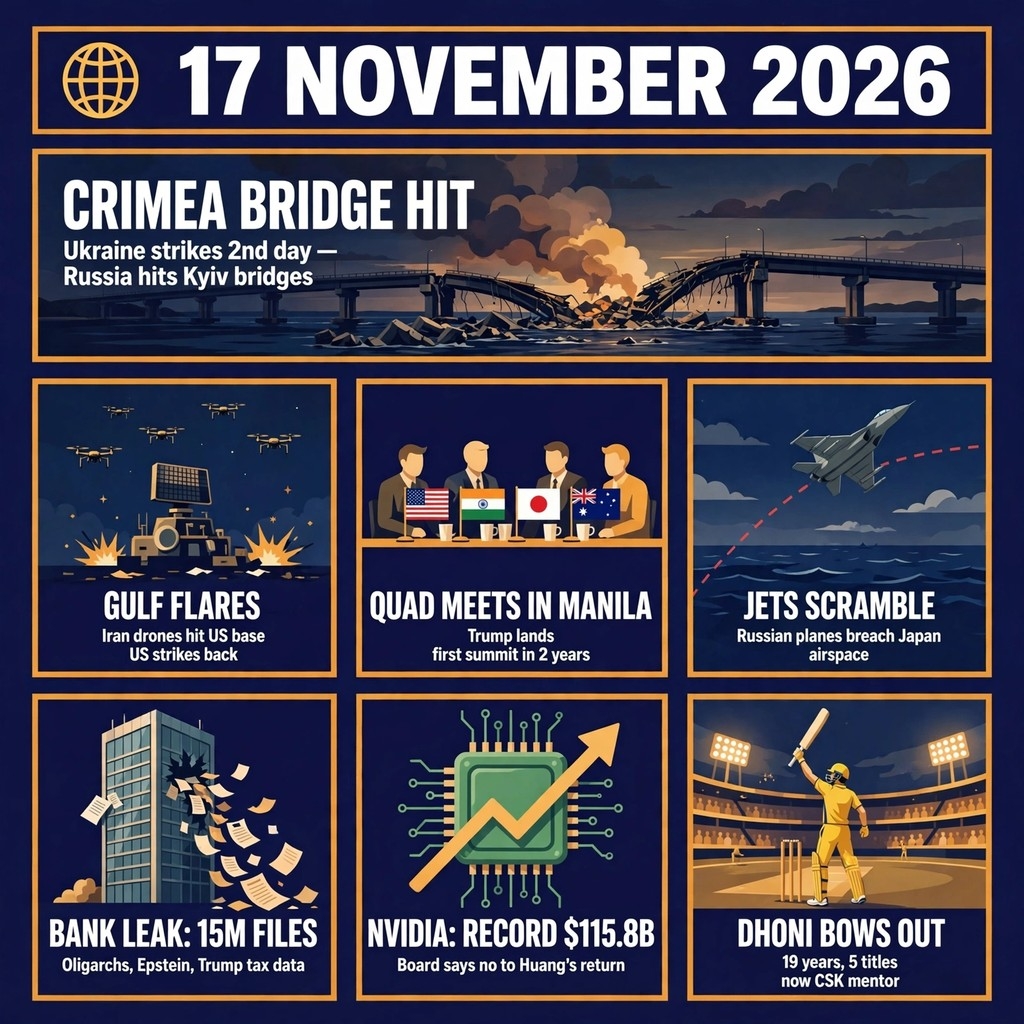 17 NOVEMBER 2026
CRIMEA BRIDGE HIT
Ukraine strikes 2nd day —
Russia hits Kyiv bridges
GULF FLARES
Iran drones hit US base
US strikes back
QUAD MEETS IN MANILA
Trump lands
first summit in 2 years
JETS SCRAMBLE
Russian planes breach Japan
airspace
BANK LEAK: 15M FILES
Oligarchs, Epstein, Trump tax data
NVIDIA: RECORD $115.8B
Board says no to Huang's return
DHONI BOWS OUT
19 years, 5 titles
now CSK mentor